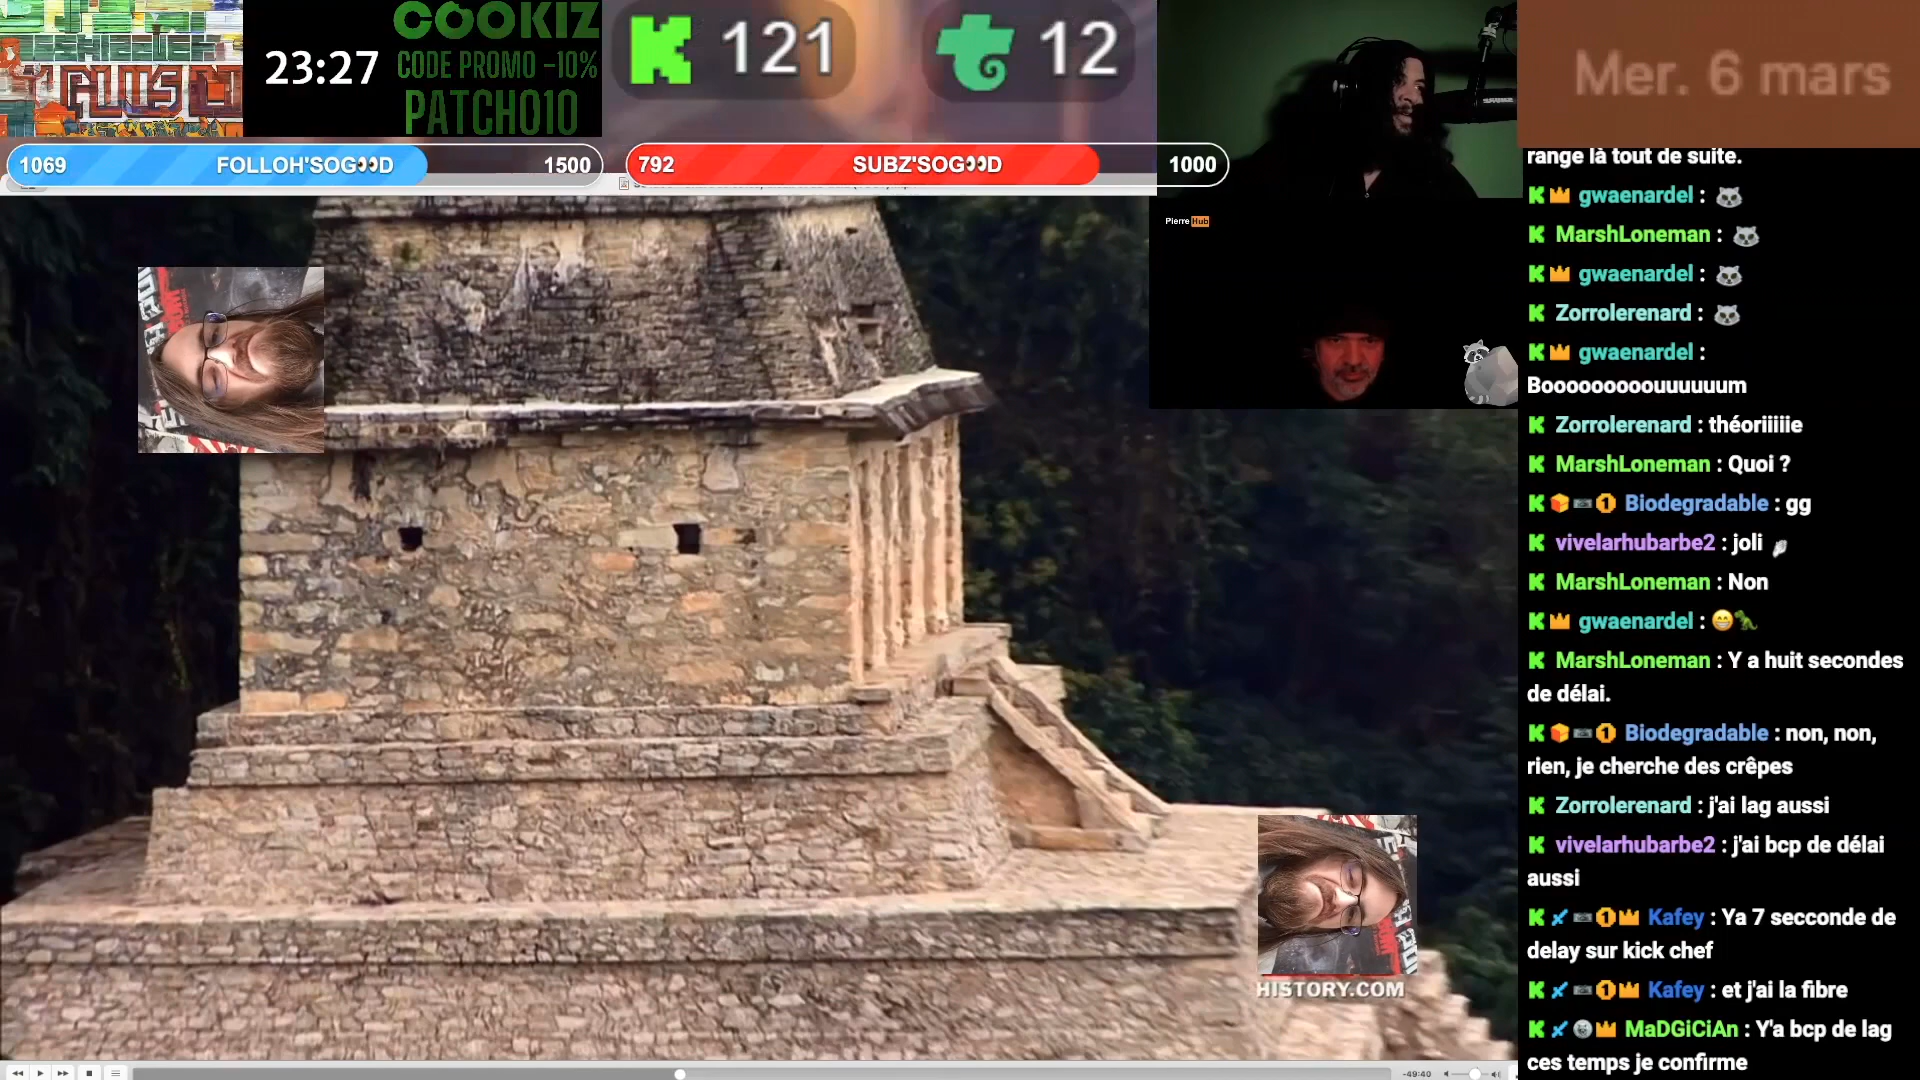 23:27
COOKIZ
CODE PROMO -10%
PATCHO10
121
12
Mer. 6 mars
1069 FOLLOH'SOG👀D 1500
792 SUBZ'SOG👀D 1000
Pierre Hub
HISTORY.COM
-49:40
range là tout de suite.
gwaenardel :
MarshLoneman :
gwaenardel :
Zorrolerenard :
gwaenardel :
Boooooooooouuuuuum
Zorrolerenard : théoriiiiie
MarshLoneman : Quoi ?
Biodegradable : gg
vivelarhubarbe2 : joli
MarshLoneman : Non
gwaenardel : 😁🦖
MarshLoneman : Y a huit secondes
de délai.
Biodegradable : non, non,
rien, je cherche des crêpes
Zorrolerenard : j'ai lag aussi
vivelarhubarbe2 : j'ai bcp de délai
aussi
Kafey : Ya 7 secconde de
delay sur kick chef
Kafey : et j'ai la fibre
MaDGiCiAn : Y'a bcp de lag
ces temps je confirme